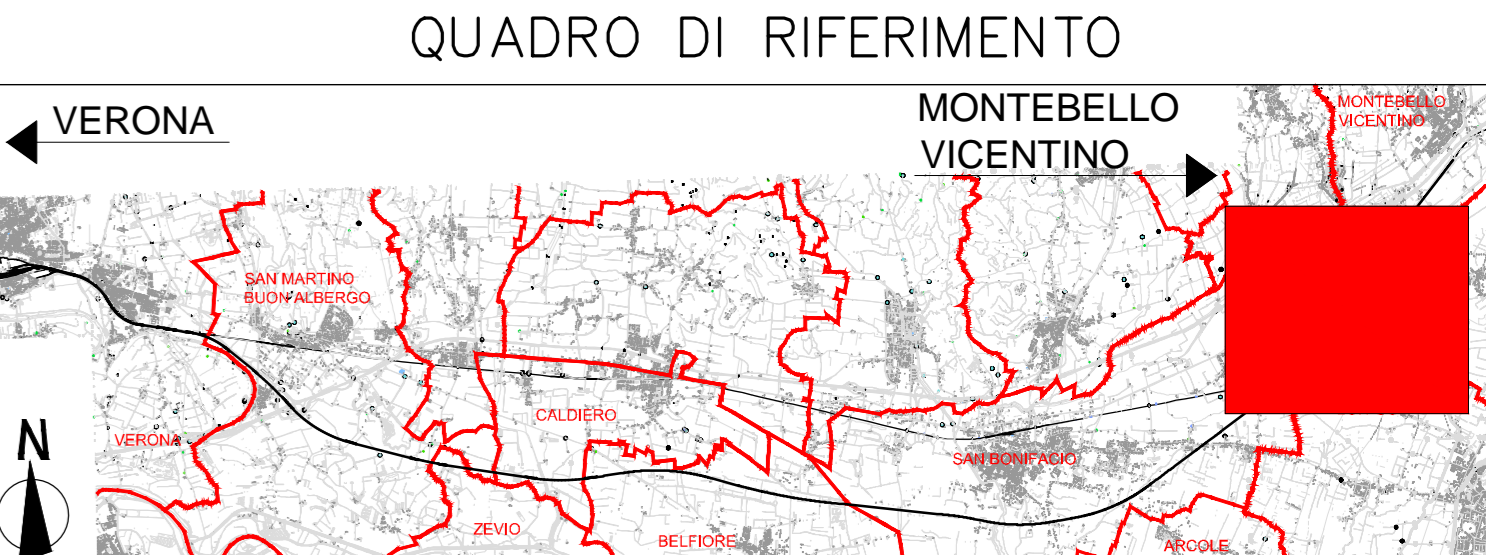 QUADRO DI RIFERIMENTO
VERONA
MONTEBELLO
VICENTINO
MONTEBELLO
VICENTINO
SAN MARTINO
BUON ALBERGO
CALDIERO
VERONA
N
SAN BONIFACIO
ZEVIO
BELFIORE
ARCOLE